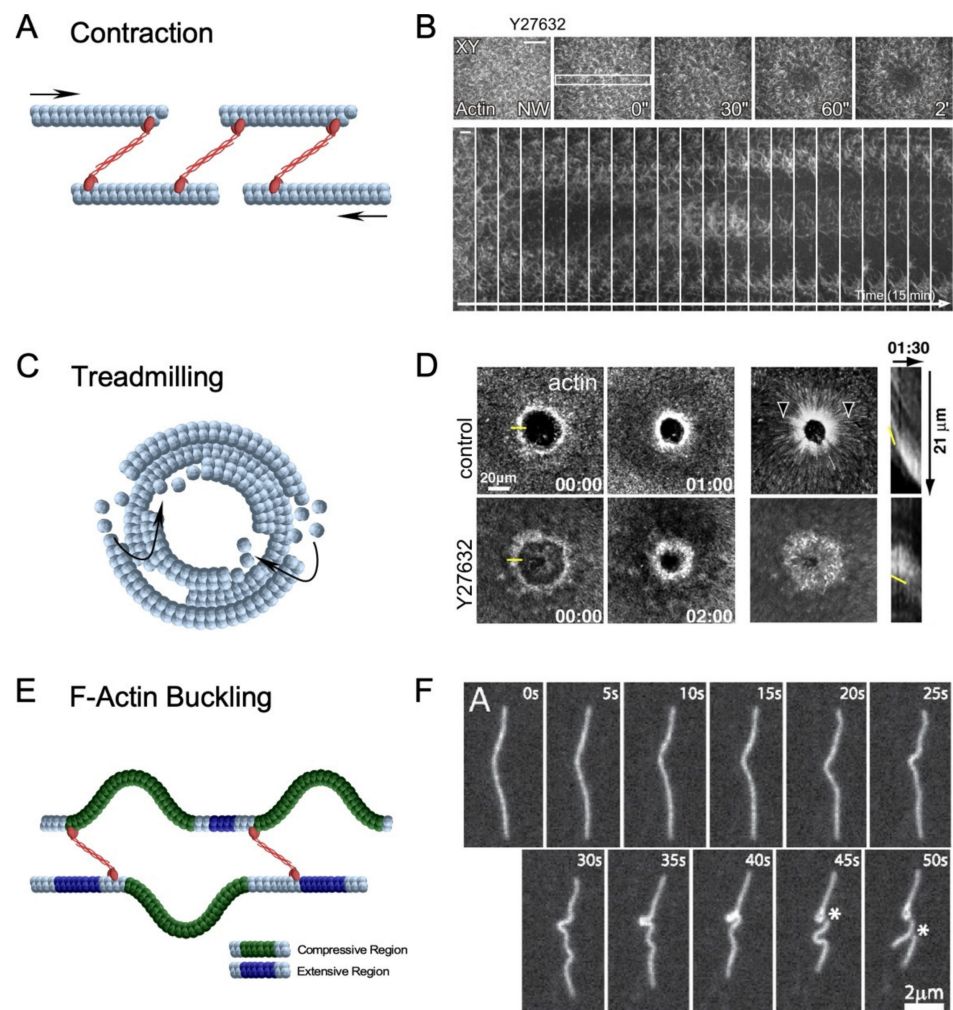 A Contraction
B
Y27632
XY
Actin NW
0"
30"
60"
2'
Time (15 min)
C Treadmilling
D
actin
01:30
21 µm
control
20µm
00:00
01:00
Y27632
00:00
02:00
E F-Actin Buckling
Compressive Region
Extensive Region
F
A
0s
5s
10s
15s
20s
25s
30s
35s
40s
45s
*
50s
*
2µm